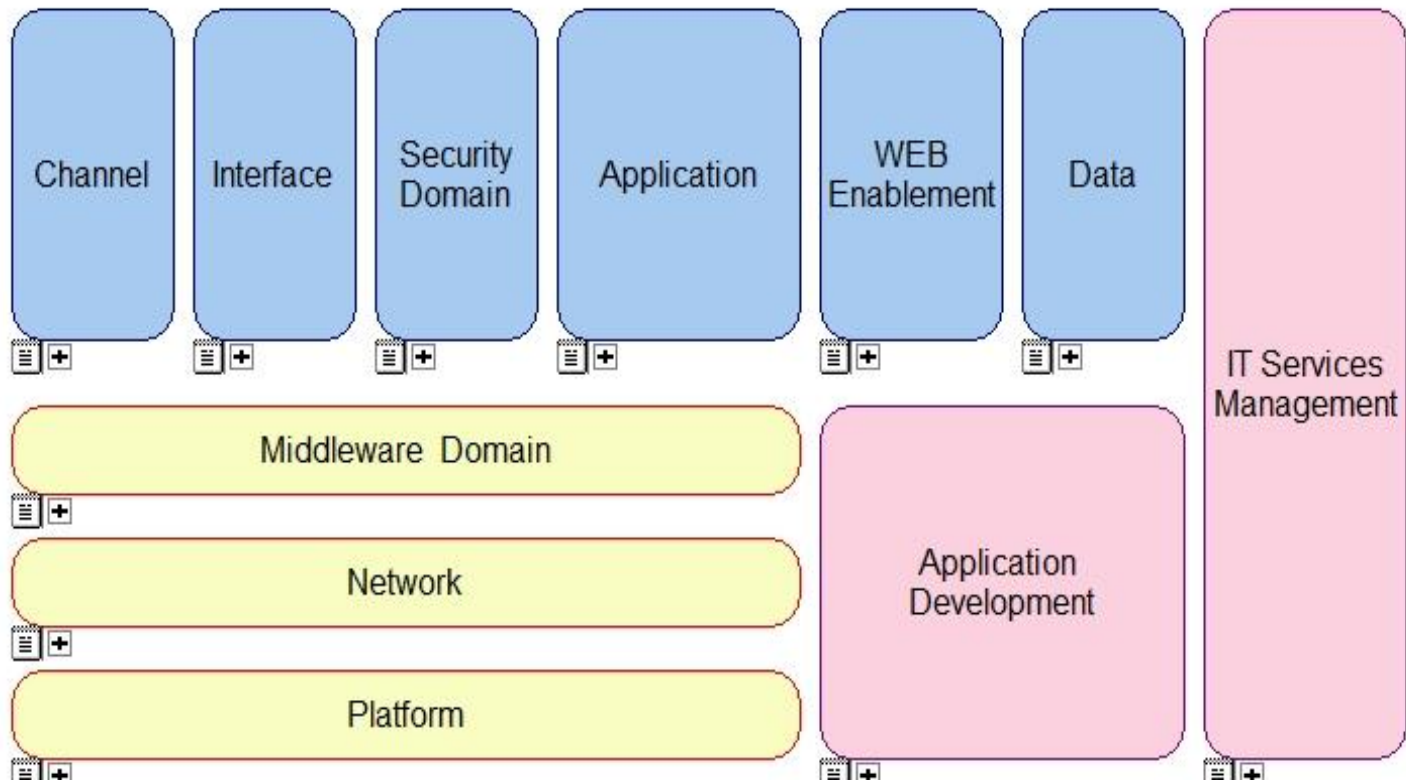 Channel
Interface
Security
Domain
Application
WEB
Enablement
Data
IT Services
Management
Middleware Domain
Network
Platform
Application
Development